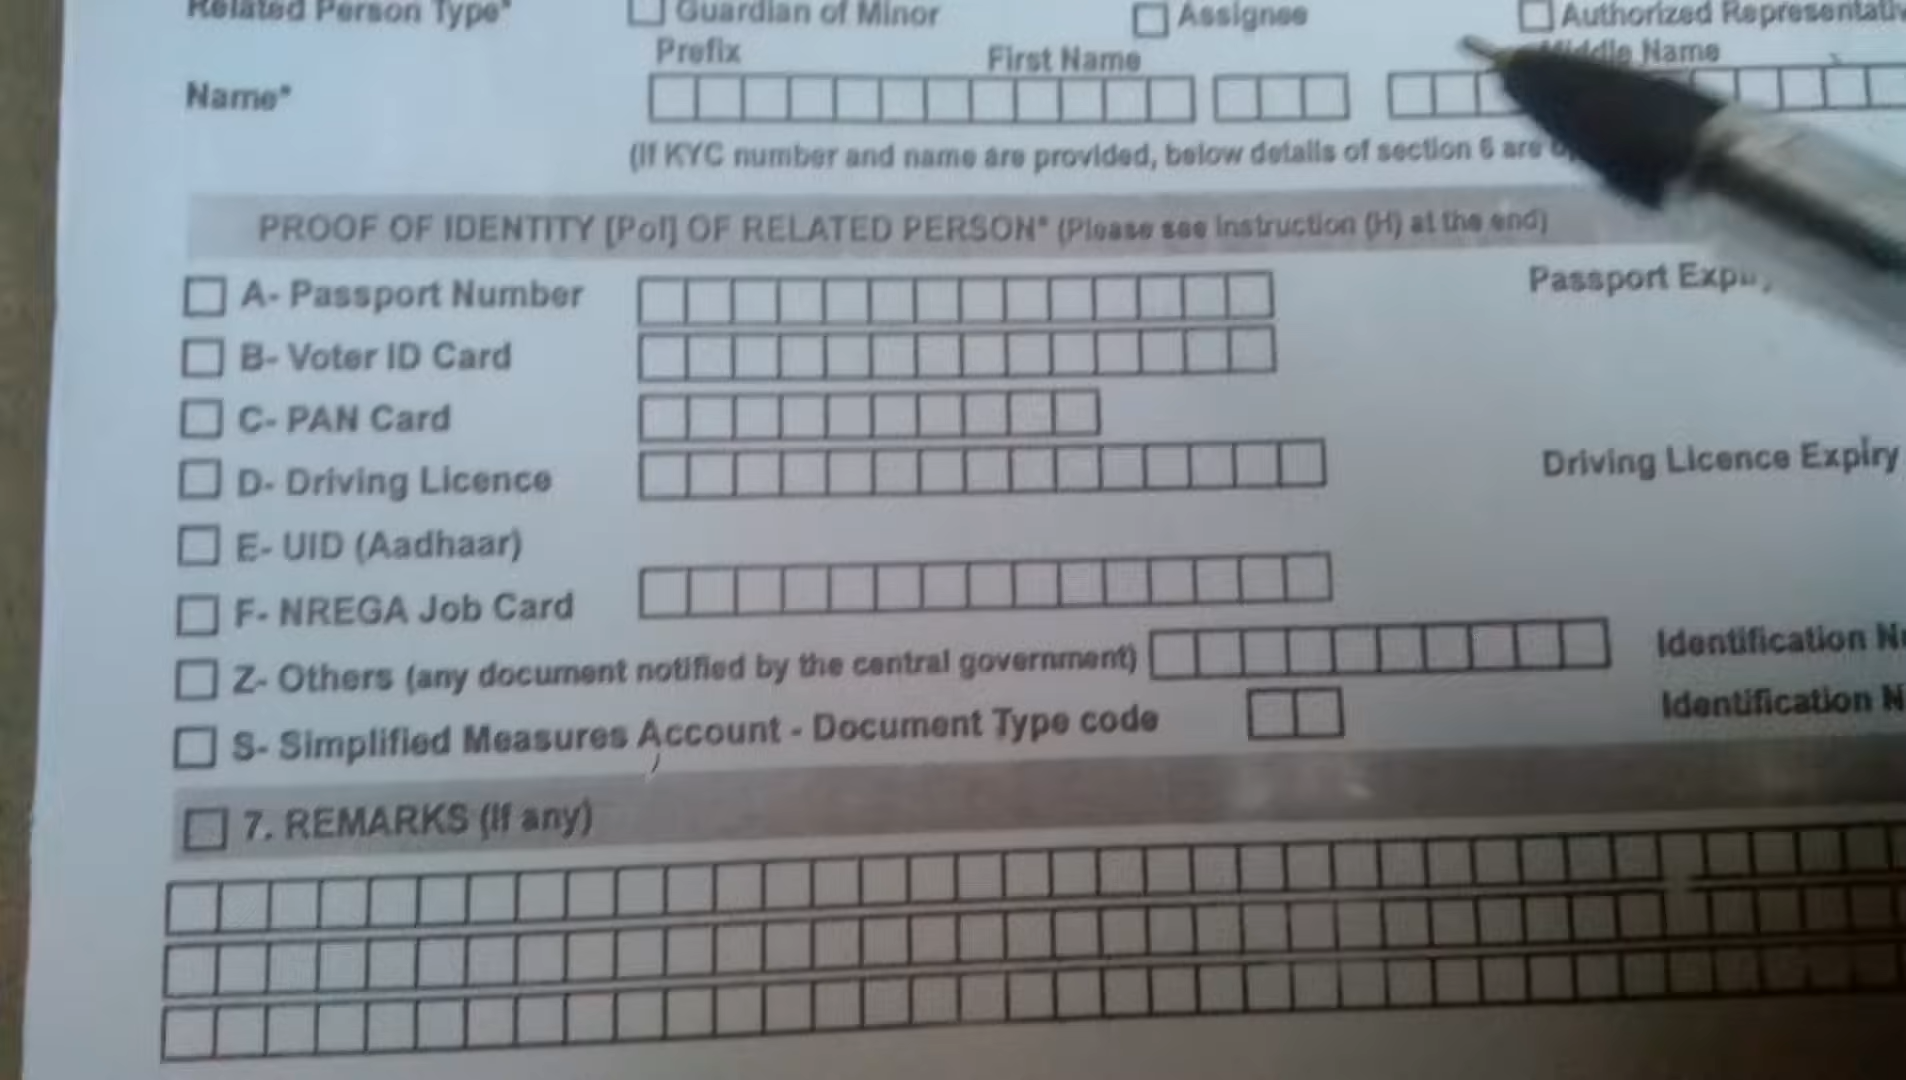 Related Person Type* Guardian of Minor Assignee Authorized
Prefix First Name Middle Name
Name*
(If KYC number and name are provided, below details of section 6 are
PROOF OF IDENTITY [PoI] OF RELATED PERSON* (Please see instruction (H) at the end)
A- Passport Number Passport
B- Voter ID Card
C- PAN Card
D- Driving Licence Driving Licence Expiry
E- UID (Aadhaar)
F- NREGA Job Card
Z- Others (any document notified by the central government) Identification
S- Simplified Measures Account - Document Type code Identification
7. REMARKS (If any)